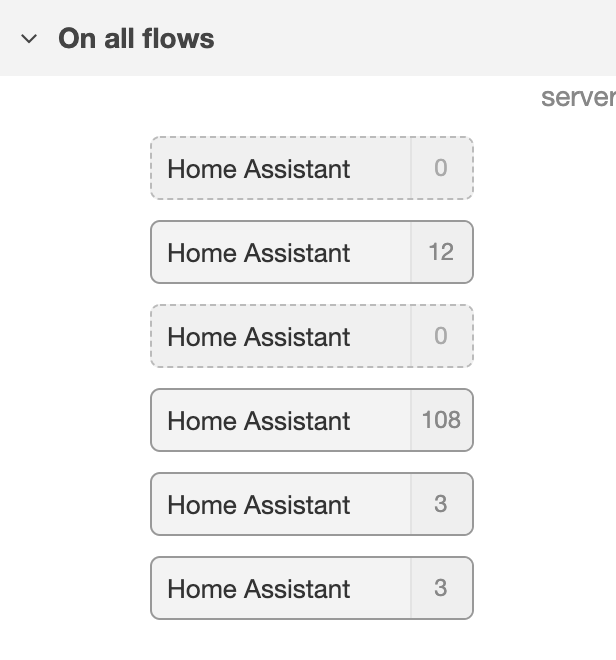 On all flows
server
Home Assistant 0
Home Assistant 12
Home Assistant 0
Home Assistant 108
Home Assistant 3
Home Assistant 3